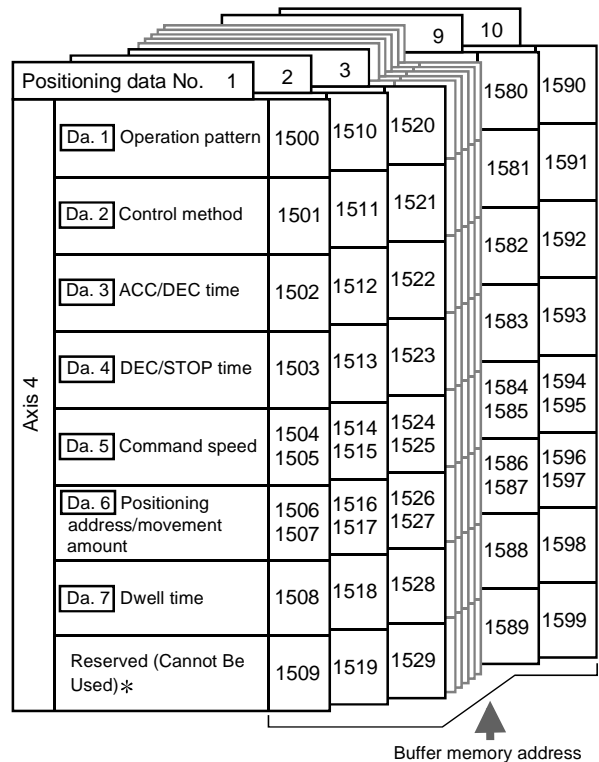 Positioning data No. 1 2 3 9 10
Axis 4
Da. 1 Operation pattern 1500 1510 1520 1580 1590
Da. 2 Control method 1501 1511 1521 1581 1591
Da. 3 ACC/DEC time 1502 1512 1522 1582 1592
Da. 4 DEC/STOP time 1503 1513 1523 1583 1593
Da. 5 Command speed 1504 1514 1524 1584 1594
1505 1515 1525 1585 1595
Da. 6 Positioning
address/movement
amount
1506 1516 1526 1586 1596
1507 1517 1527 1587 1597
Da. 7 Dwell time 1508 1518 1528 1588 1598
Reserved (Cannot Be
Used)* 1509 1519 1529 1589 1599
Buffer memory address